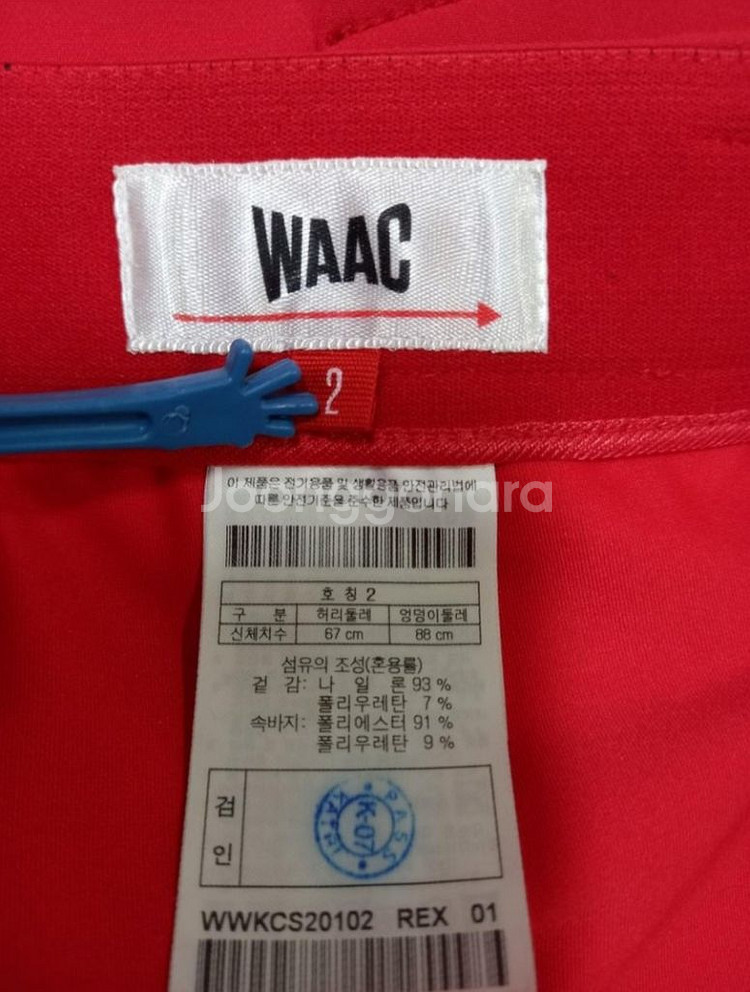 WAAC
2
이 제품은 전기용품 및 생활용품 안전관리법에
따른 안전기준을 준수한 제품입니다
Joonggonara
호 칭 2
구 분 허리둘레 엉덩이둘레
신체치수 67 cm 88 cm
섬유의 조성(혼용률)
겉 감: 나 일 론 93 %
폴리우레탄 7 %
속바지: 폴리에스터 91 %
폴리우레탄 9 %
검
인
PASS
K-07
WWKCS20102 REX 01